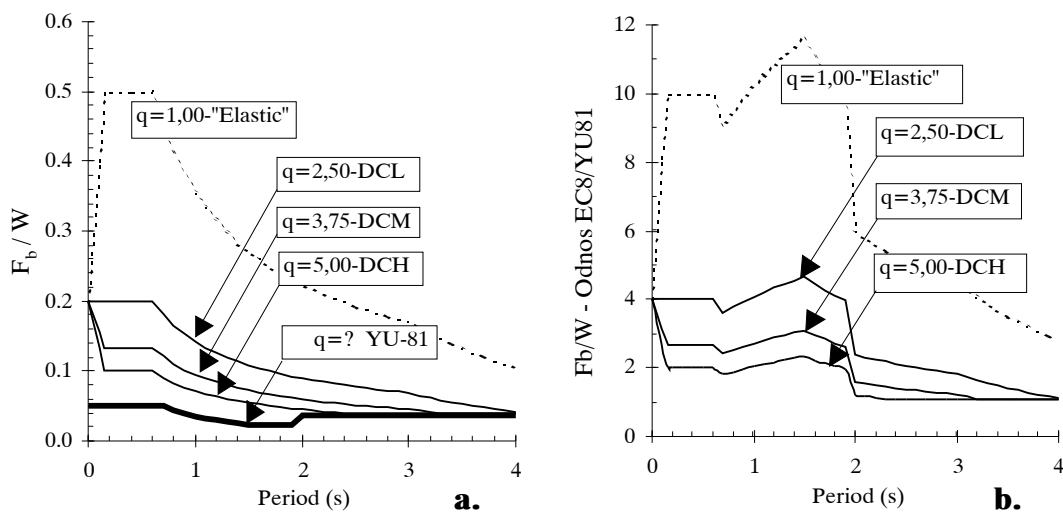 0.6
0.5
0.4
0.3
0.2
0.1
0.0
F_b / W
q=1,00-"Elastic"
q=2,50-DCL
q=3,75-DCM
q=5,00-DCH
q=? YU-81
0 1 2 3 4
Period (s)
a.
12
10
8
6
4
2
0
Fb/W - Odnos EC8/YU81
q=1,00-"Elastic"
q=2,50-DCL
q=3,75-DCM
q=5,00-DCH
0 1 2 3 4
Period (s)
b.